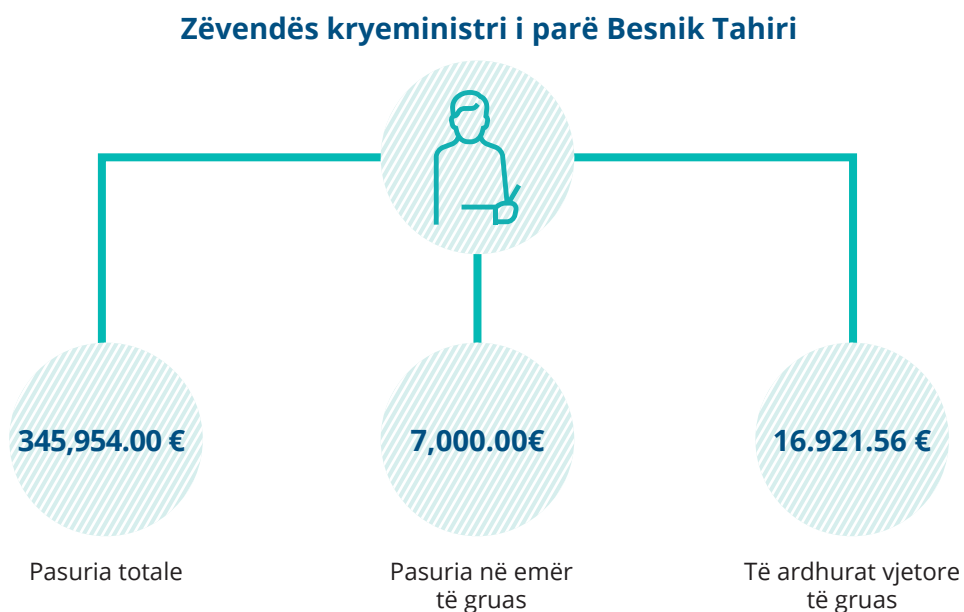 Zëvendës kryeministri i parë Besnik Tahiri
345,954.00 €
7,000.00€
16.921.56 €
Pasuria totale
Pasuria në emër
të gruas
Të ardhurat vjetore
të gruas